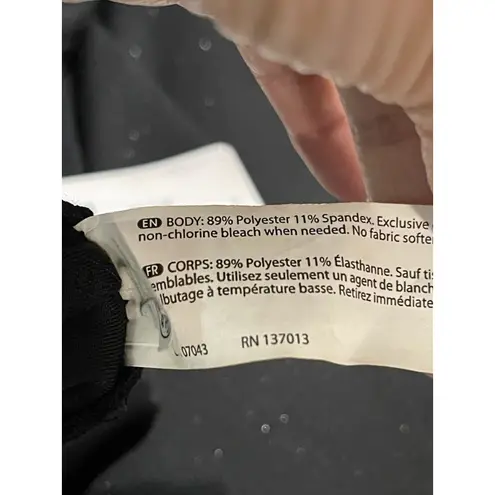 EN BODY: 89% Polyester 11% Spandex. Exclusive
non-chlorine bleach when needed. No fabric softe
FR CORPS: 89% Polyester 11% Élasthanne. Sauf tis
emblables. Utilisez seulement un agent de blanch
lbutage à température basse. Retirez immédiate
07043 RN 137013